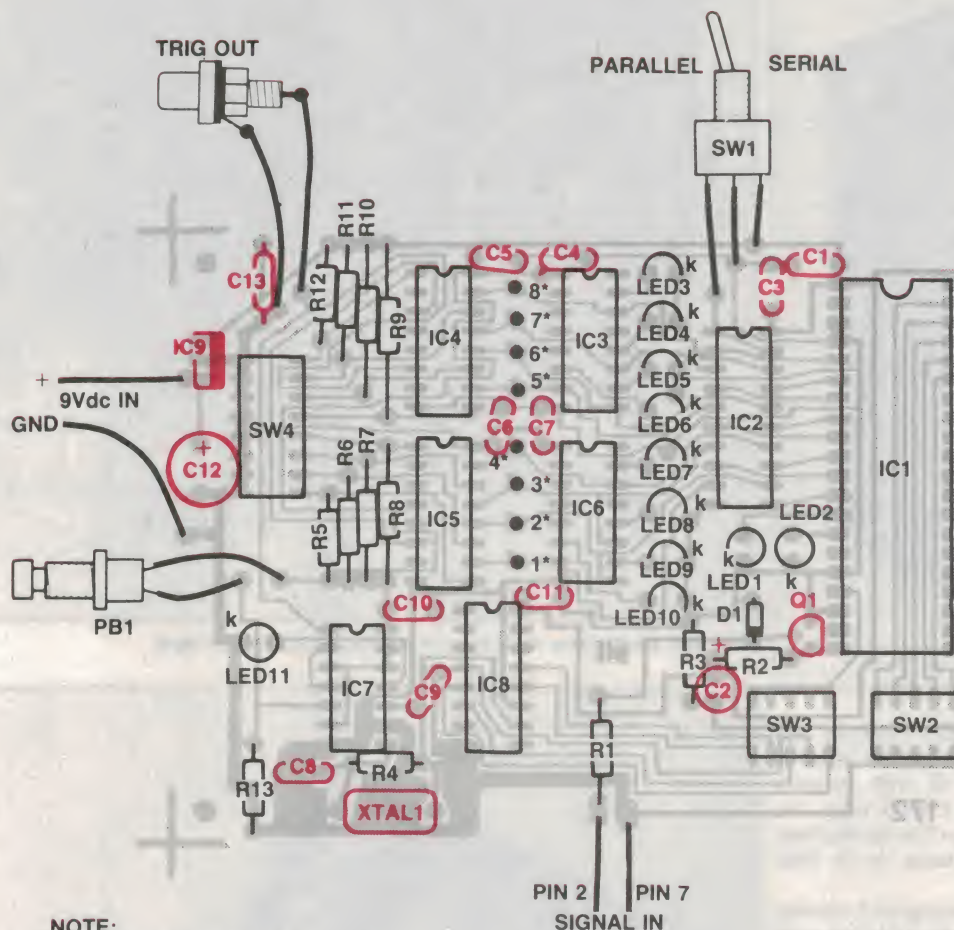 TRIG OUT
PARALLEL SERIAL
SW1
R11
R10
C13
R12
R9
C5
C4
k
LED3
C3
C1
8*
7*
6*
5*
IC4
IC3
k
LED4
k
LED5
k
LED6
k
LED7
k
LED8
k
LED9
k
LED10
IC9
+
9Vdc IN
GND
SW4
+
C12
R6
R7
R5
R8
C6
C7
4*
3*
2*
1*
IC5
IC6
IC2
IC1
LED2
k
LED1
k
D1
Q1
PB1
k
LED11
C10
C11
IC7
C9
IC8
R3
+
C2
R2
SW3
SW2
R1
R13
C8
R4
XTAL1
172
PIN 2 PIN 7
SIGNAL IN
NOTE: